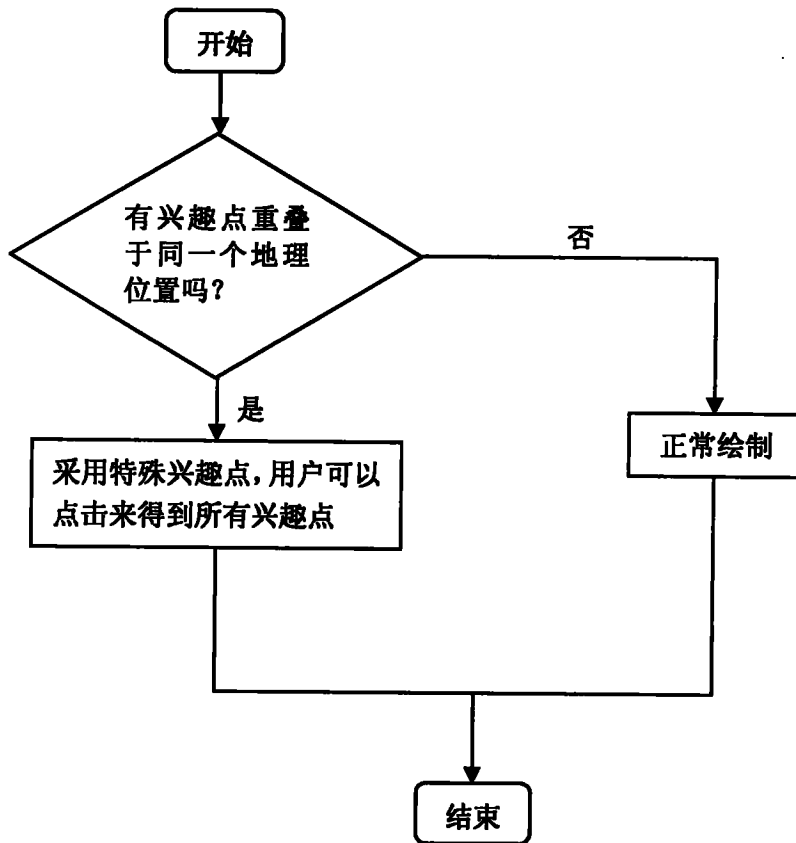 开始
有兴趣点重叠
于同一个地理
位置吗?
否
是
采用特殊兴趣点,用户可以
点击来得到所有兴趣点
正常绘制
结束